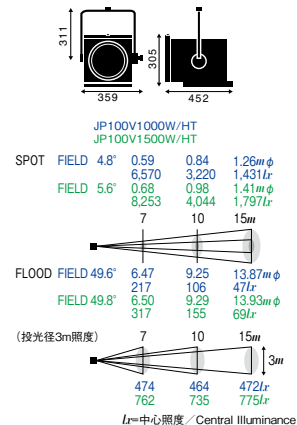 311
359
305
452
JP100V1000W/HT
JP100V1500W/HT
SPOT FIELD 4.8° 0.59 0.84 1.26mφ
6,570 3,220 1,431lx
FIELD 5.6° 0.68 0.98 1.41mφ
8,253 4,044 1,797lx
7 10 15m
FLOOD FIELD 49.6° 6.47 9.25 13.87mφ
217 106 47lx
FIELD 49.8° 6.50 9.29 13.93mφ
317 155 69lx
(投光径3m照度) 7 10 15m
3m
474 464 472lx
762 735 775lx
lx=中心照度/Central Illuminance